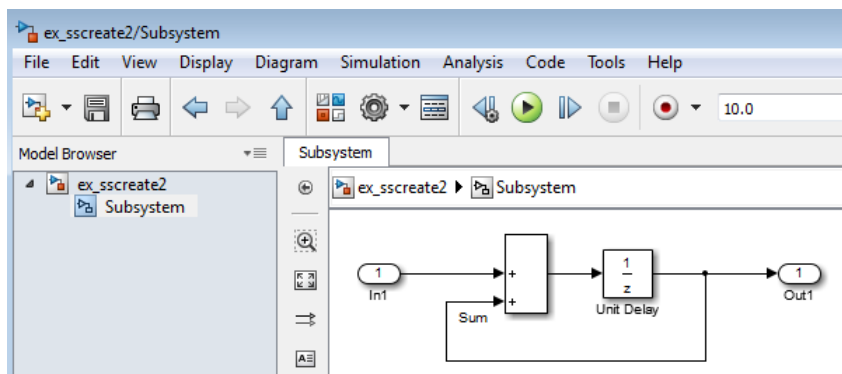 ex_sscreate2/Subsystem
File Edit View Display Diagram Simulation Analysis Code Tools Help
10.0
Model Browser
Subsystem
ex_sscreate2
Subsystem
ex_sscreate2 Subsystem
1
In1
+
+
Sum
1
z
Unit Delay
1
Out1